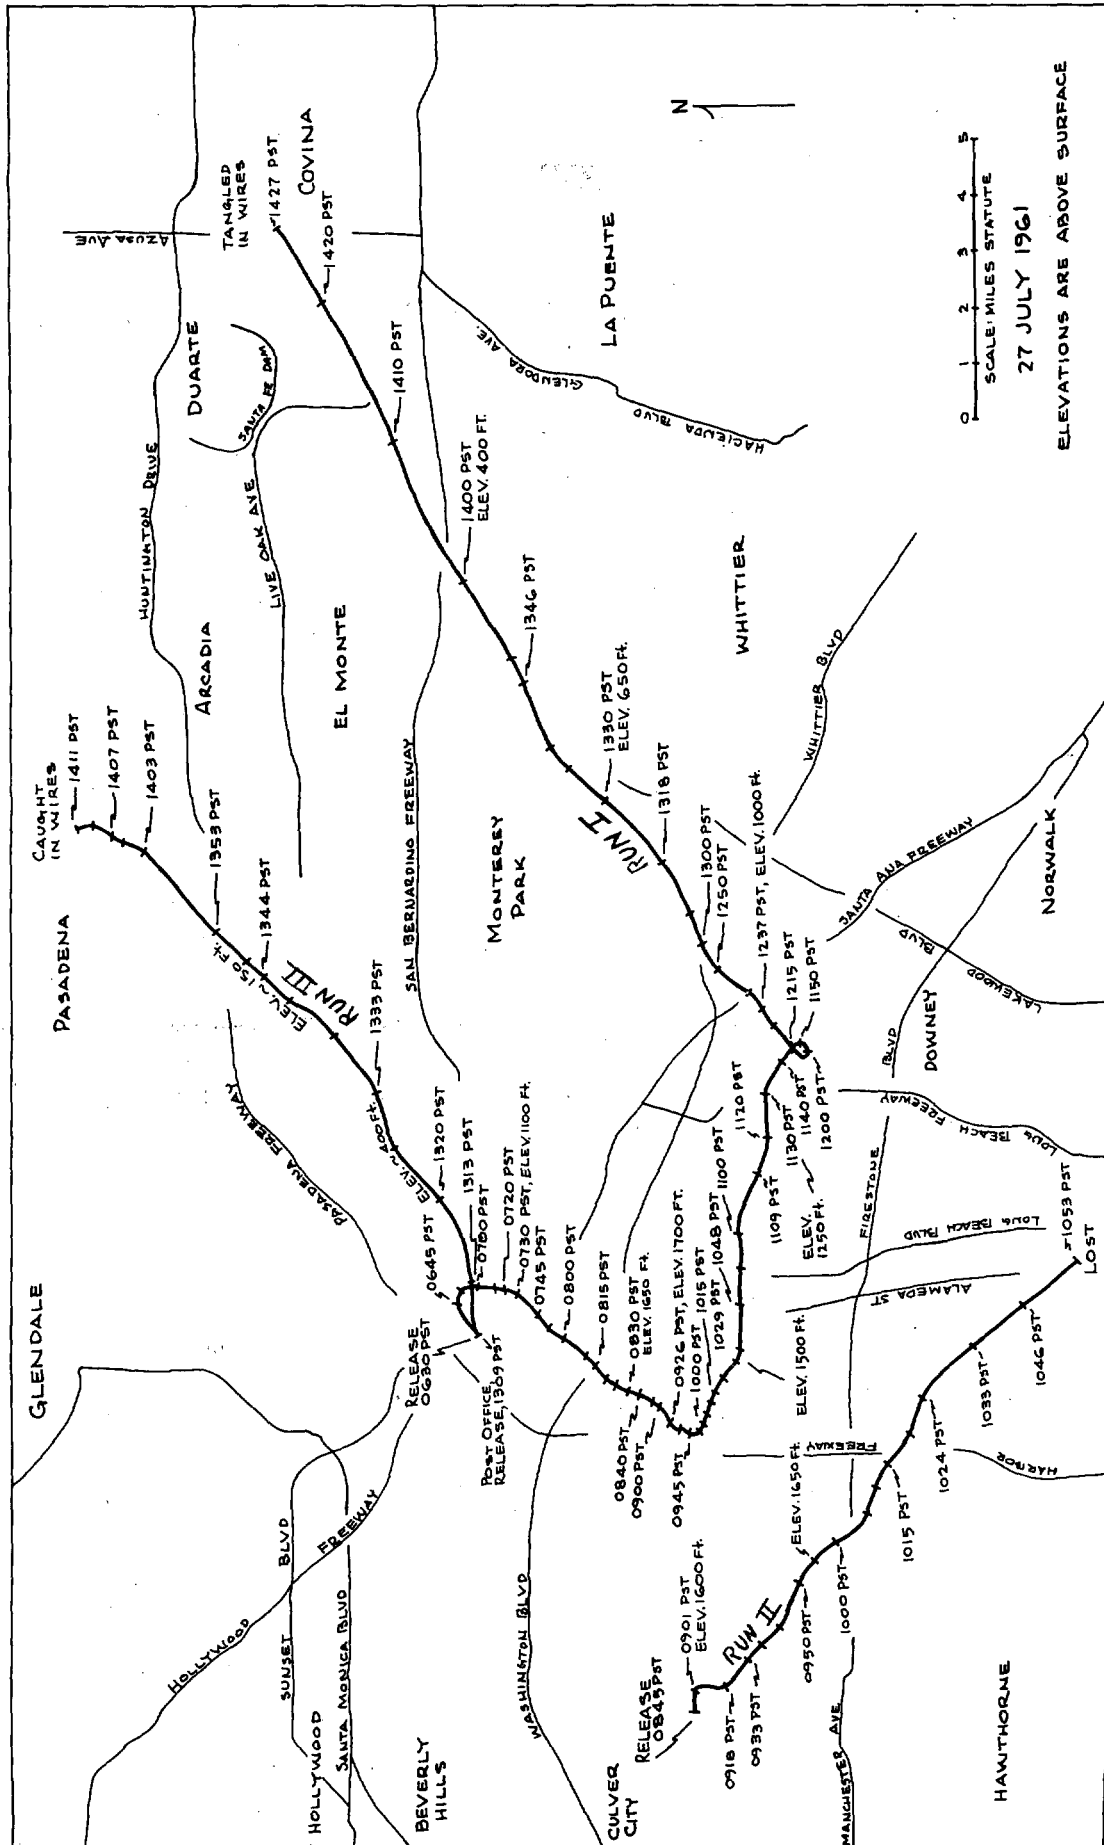 GLENDALE
PASADENA
CAUGHT
IN WIRES
1411 PST
1407 PST
1403 PST
1353 PST
1344 PST
ELEV. ~150 Ft.
RUN III
1333 PST
ELEV. ~400 Ft.
1320 PST
1313 PST
HUNTINGTON DRIVE
ARCADIA
DUARTE
SANTA FE DAM
LIVE OAK AVE
EL MONTE
AZUSA AVE
TANGLED
IN WIRES
1427 PST
COVINA
1420 PST
1410 PST
1400 PST
ELEV. 400 FT.
1346 PST
1330 PST
ELEV. 650 Ft.
1318 PST
RUN I
1300 PST
1250 PST
1237 PST, ELEV. 1000 Ft.
1215 PST
1150 PST
1200 PST
1140 PST
1130 PST
1120 PST
ELEV.
1250 Ft.
1109 PST
1100 PST
1048 PST
1029 PST
1015 PST
ELEV. 1500 Ft.
1000 PST
0945 PST
0926 PST, ELEV. 1700 FT.
0900 PST
0840 PST
0830 PST
ELEV. 1650 Ft.
0815 PST
0800 PST
0745 PST
0730 PST, ELEV. 1100 Ft.
0720 PST
0700 PST
0645 PST
RELEASE
0630 PST
POST OFFICE
RELEASE, 1309 PST
PASADENA FREEWAY
SAN BERNARDINO FREEWAY
MONTEREY
PARK
HOLLYWOOD FREEWAY
SUNSET BLVD
SANTA MONICA BLVD
HOLLYWOOD
BEVERLY
HILLS
WASHINGTON BLVD
CULVER
CITY
RELEASE
0845 PST
0901 PST
ELEV. 1600 Ft.
0918 PST
0933 PST
RUN II
0950 PST
ELEV. 1650 Ft.
1000 PST
1015 PST
1024 PST
1033 PST
1046 PST
1053 PST
LOST
MANCHESTER AVE
FIRESTONE BLVD
HAWTHORNE
HARBOR FREEWAY
ALAMEDA ST
LONG BEACH BLVD
LONG BEACH FREEWAY
DOWNEY
LAKEWOOD BLVD
SANTA ANA FREEWAY
NORWALK
WHITTIER BLVD
WHITTIER
HACIENDA BLVD
GLENDORA AVE.
LA PUENTE
N
0 1 2 3 4 5
SCALE: MILES STATUTE
27 JULY 1961
ELEVATIONS ARE ABOVE SURFACE